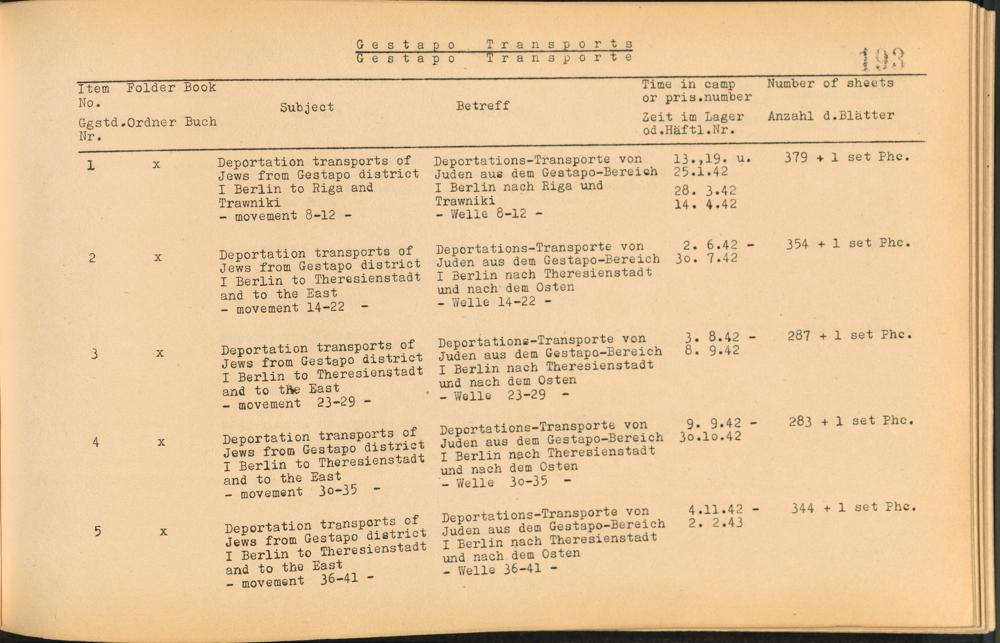 Gestapo Transports
Gestapo Transporte
193
Item Folder Book
No.
Ggstd.Ordner Buch
Nr.
Subject
Betreff
Time in camp
or pris.number
Zeit im Lager
od.Häftl.Nr.
Number of sheets
Anzahl d.Blätter
1 x
Deportation transports of
Jews from Gestapo district
I Berlin to Riga and
Trawniki
- movement 8-12 -
Deportations-Transporte von
Juden aus dem Gestapo-Bereich
I Berlin nach Riga und
Trawniki
- Welle 8-12 -
13.,19. u.
25.1.42
28. 3.42
14. 4.42
379 + 1 set Phc.
2 x
Deportation transports of
Jews from Gestapo district
I Berlin to Theresienstadt
and to the East
- movement 14-22 -
Deportations-Transporte von
Juden aus dem Gestapo-Bereich
I Berlin nach Theresienstadt
und nach dem Osten
- Welle 14-22 -
2. 6.42 -
3o. 7.42
354 + 1 set Phc.
3 x
Deportation transports of
Jews from Gestapo district
I Berlin to Theresienstadt
and to the East
- movement 23-29 -
Deportations-Transporte von
Juden aus dem Gestapo-Bereich
I Berlin nach Theresienstadt
und nach dem Osten
- Welle 23-29 -
3. 8.42 -
8. 9.42
287 + 1 set Phc.
4 x
Deportation transports of
Jews from Gestapo district
I Berlin to Theresienstadt
and to the East
- movement 3o-35 -
Deportations-Transporte von
Juden aus dem Gestapo-Bereich
I Berlin nach Theresienstadt
und nach dem Osten
- Welle 3o-35 -
9. 9.42 -
3o.1o.42
283 + 1 set Phc.
5 x
Deportation transports of
Jews from Gestapo district
I Berlin to Theresienstadt
and to the East
- movement 36-41 -
Deportations-Transporte von
Juden aus dem Gestapo-Bereich
I Berlin nach Theresienstadt
und nach dem Osten
- Welle 36-41 -
4.11.42 -
2. 2.43
344 + 1 set Phc.